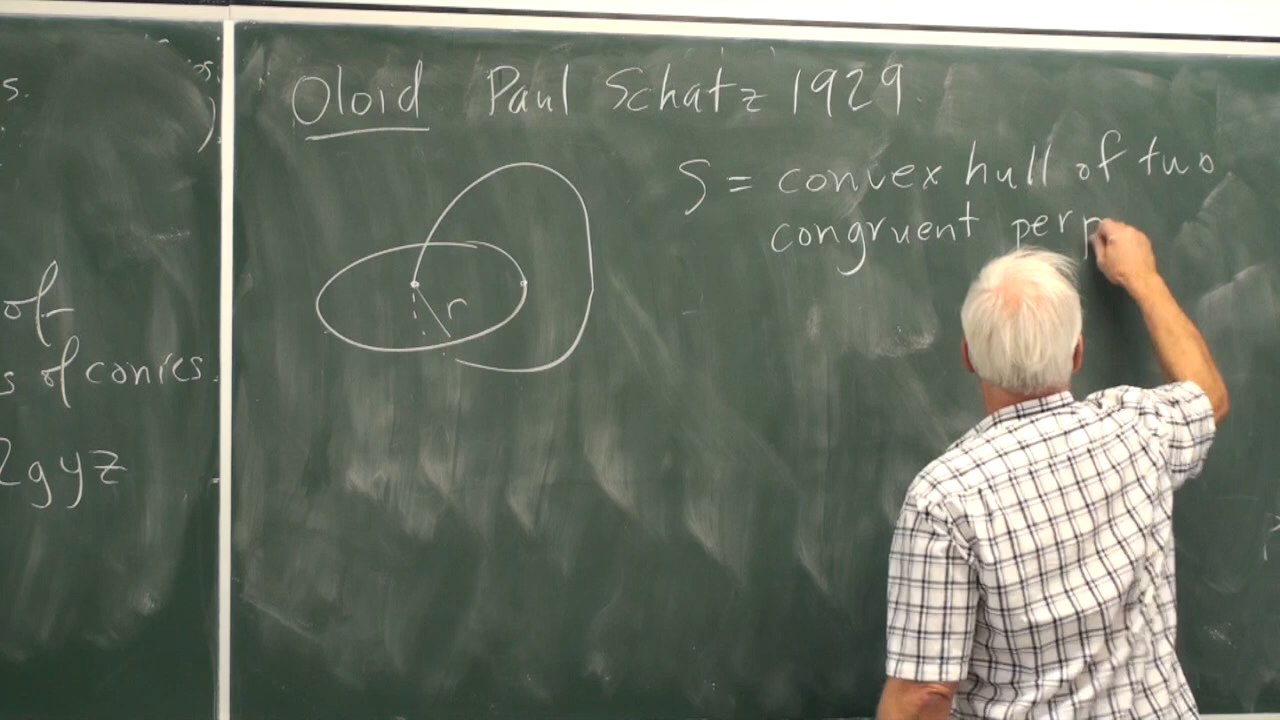 s.
of
s of conics.
2gyz
Oloid Paul Schatz 1929
r
S = convex hull of two
congruent perp